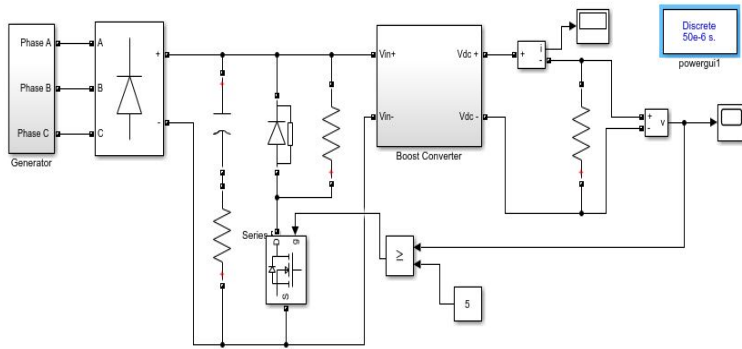 Discrete
50e-6 s.
powergui1
Phase A
Phase B
Phase C
Generator
A
B
C
+
-
Vin+
Vin-
Vdc +
Vdc -
Boost Converter
+
i
-
+
-
v
Series
g
D
S
≥
5